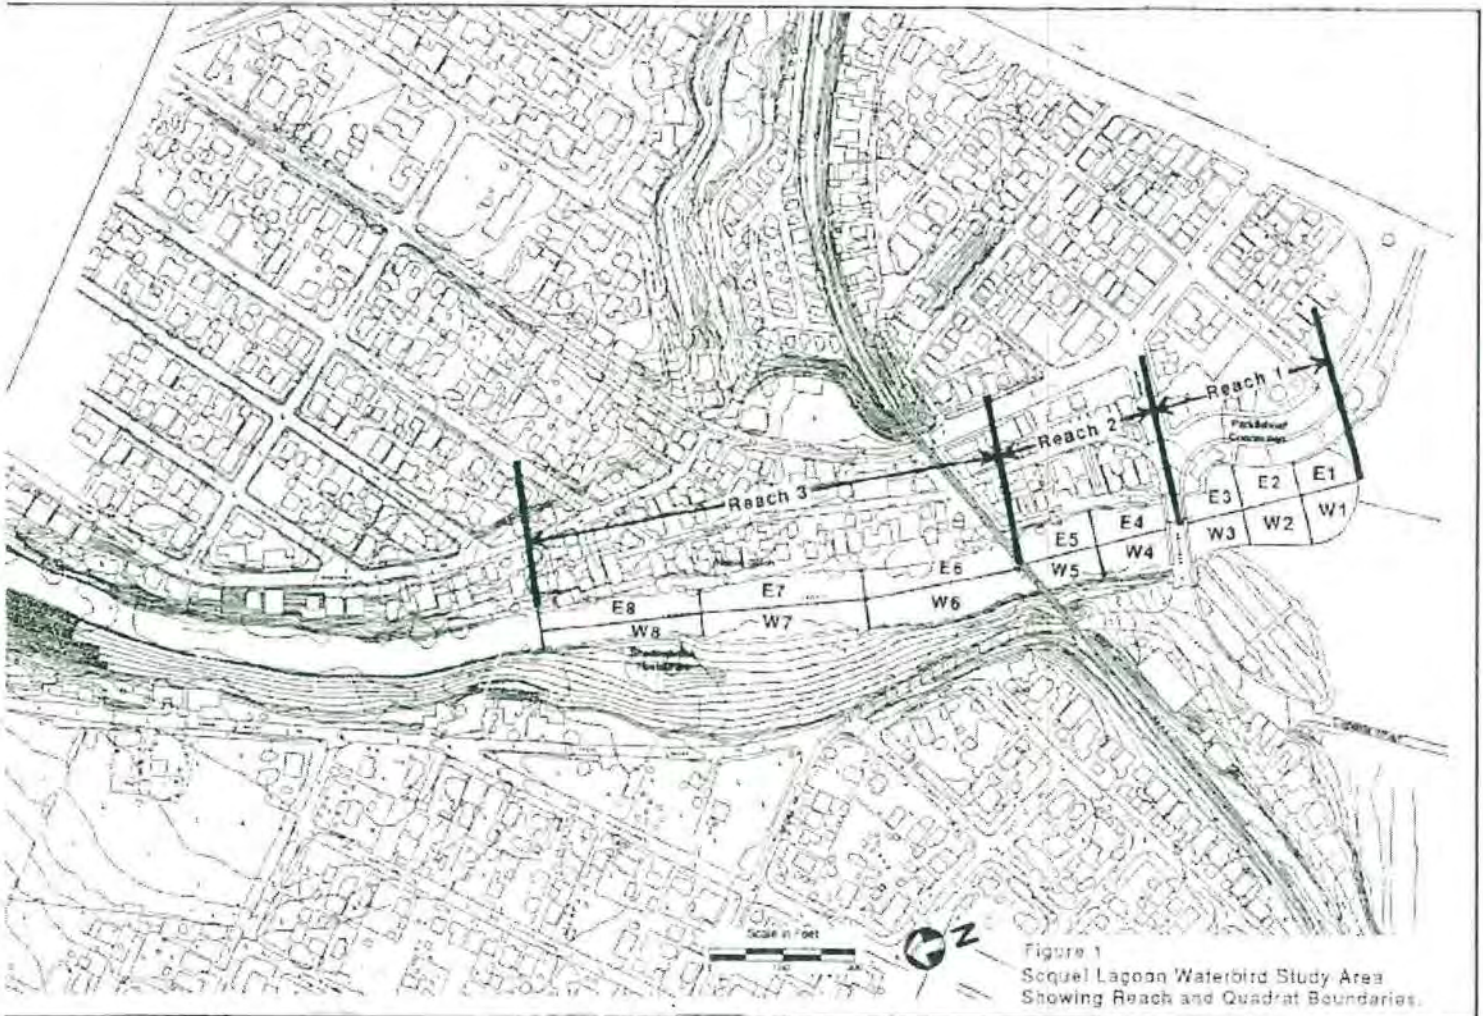 Reach 1
Reach 2
Reach 3
E1
E2
E3
W1
W2
W3
E4
E5
W4
W5
E6
E7
E8
W6
W7
W8
Scale in Feet
N
Figure 1
Soquel Lagoon Waterbird Study Area
Showing Reach and Quadrat Boundaries.